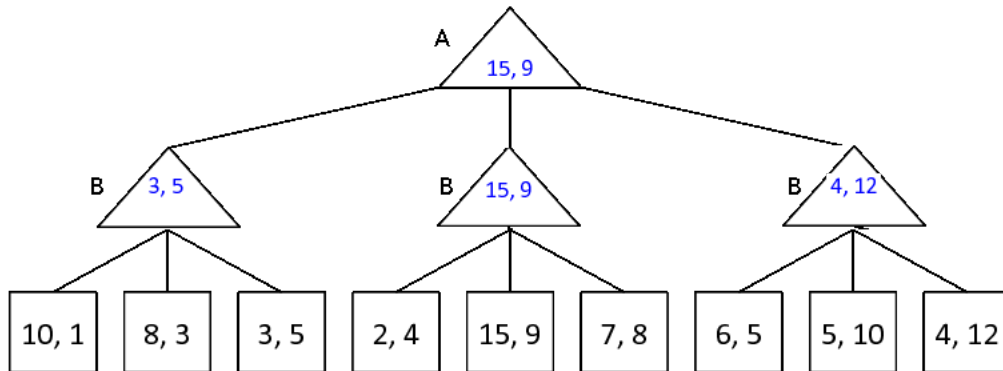 A
15, 9
B 3, 5 B 15, 9 B 4, 12
10, 1 8, 3 3, 5 2, 4 15, 9 7, 8 6, 5 5, 10 4, 12